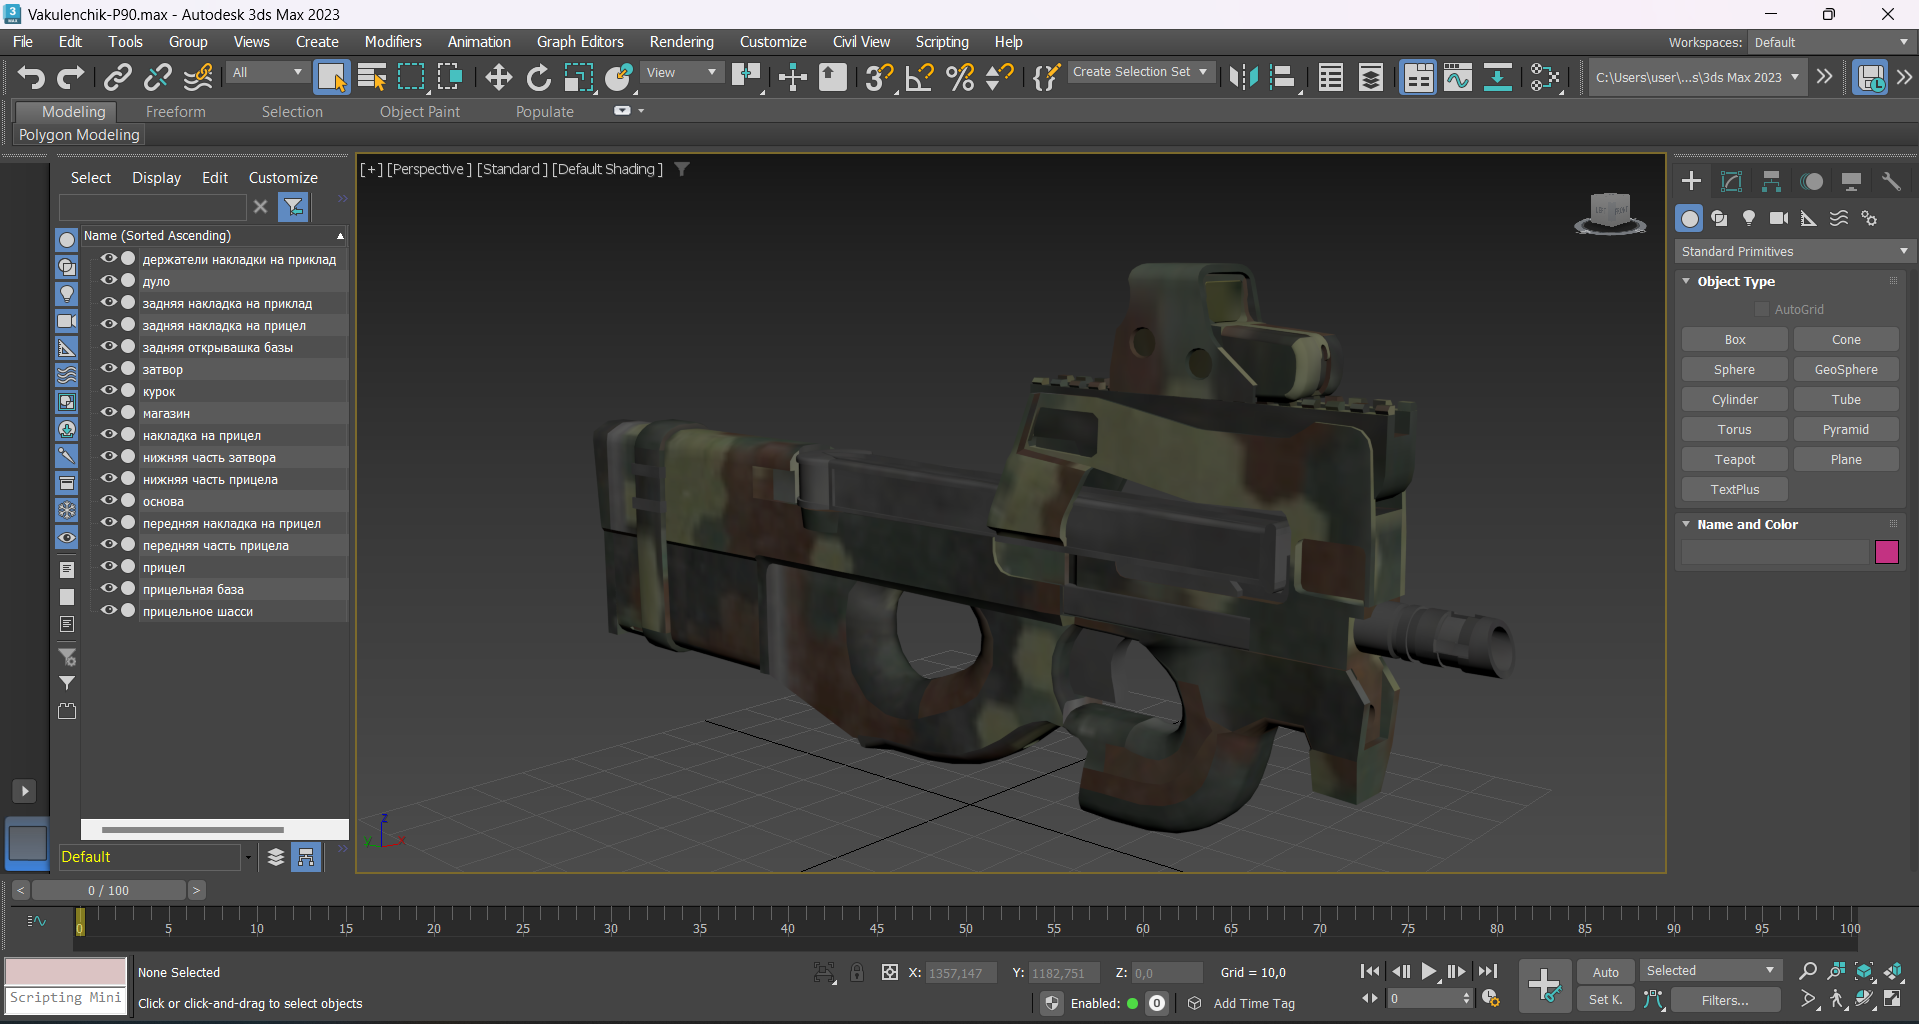 Vakulenchik-P90.max - Autodesk 3ds Max 2023
File Edit Tools Group Views Create Modifiers Animation Graph Editors Rendering Customize Civil View Scripting Help
Workspaces: Default
All
View
Create Selection Set
C:\Users\user\...s\3ds Max 2023
Modeling Freeform Selection Object Paint Populate
Polygon Modeling
Select Display Edit Customize
Name (Sorted Ascending)
держатели накладки на приклад
дуло
задняя накладка на приклад
задняя накладка на прицел
задняя открывашка базы
затвор
курок
магазин
накладка на прицел
нижняя часть затвора
нижняя часть прицела
основа
передняя накладка на прицел
передняя часть прицела
прицел
прицельная база
прицельное шасси
Default
[+] [Perspective ] [Standard ] [Default Shading ]
z
x
y
Standard Primitives
Object Type
AutoGrid
Box Cone
Sphere GeoSphere
Cylinder Tube
Torus Pyramid
Teapot Plane
TextPlus
Name and Color
< 0 / 100 >
0 5 10 15 20 25 30 35 40 45 50 55 60 65 70 75 80 85 90 95 100
Scripting Mini
None Selected
Click or click-and-drag to select objects
X: 1357,147 Y: 1182,751 Z: 0,0 Grid = 10,0
Enabled: 0 Add Time Tag
0
Auto Selected
Set K. Filters...